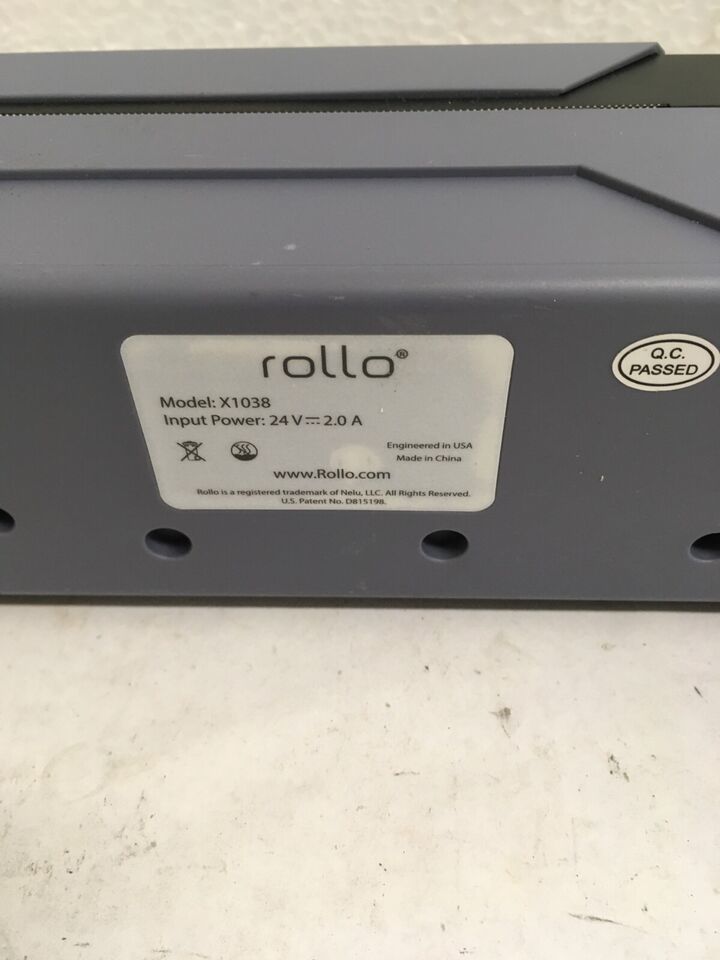 rollo®
Q.C.
PASSED
Model: X1038
Input Power: 24 V⎓2.0 A
Engineered in USA
Made in China
www.Rollo.com
Rollo is a registered trademark of Nelu, LLC. All Rights Reserved.
U.S. Patent No. D815198.